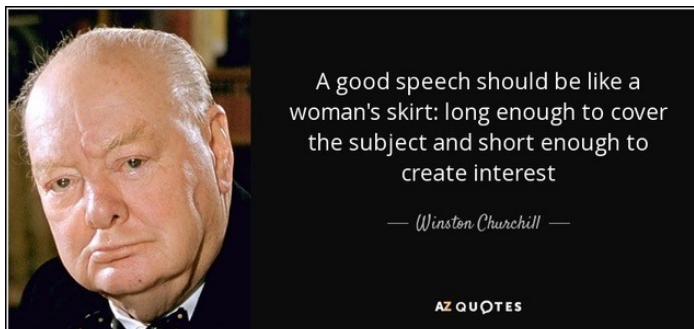 A good speech should be like a
woman's skirt: long enough to cover
the subject and short enough to
create interest
— Winston Churchill —
AZ QUOTES